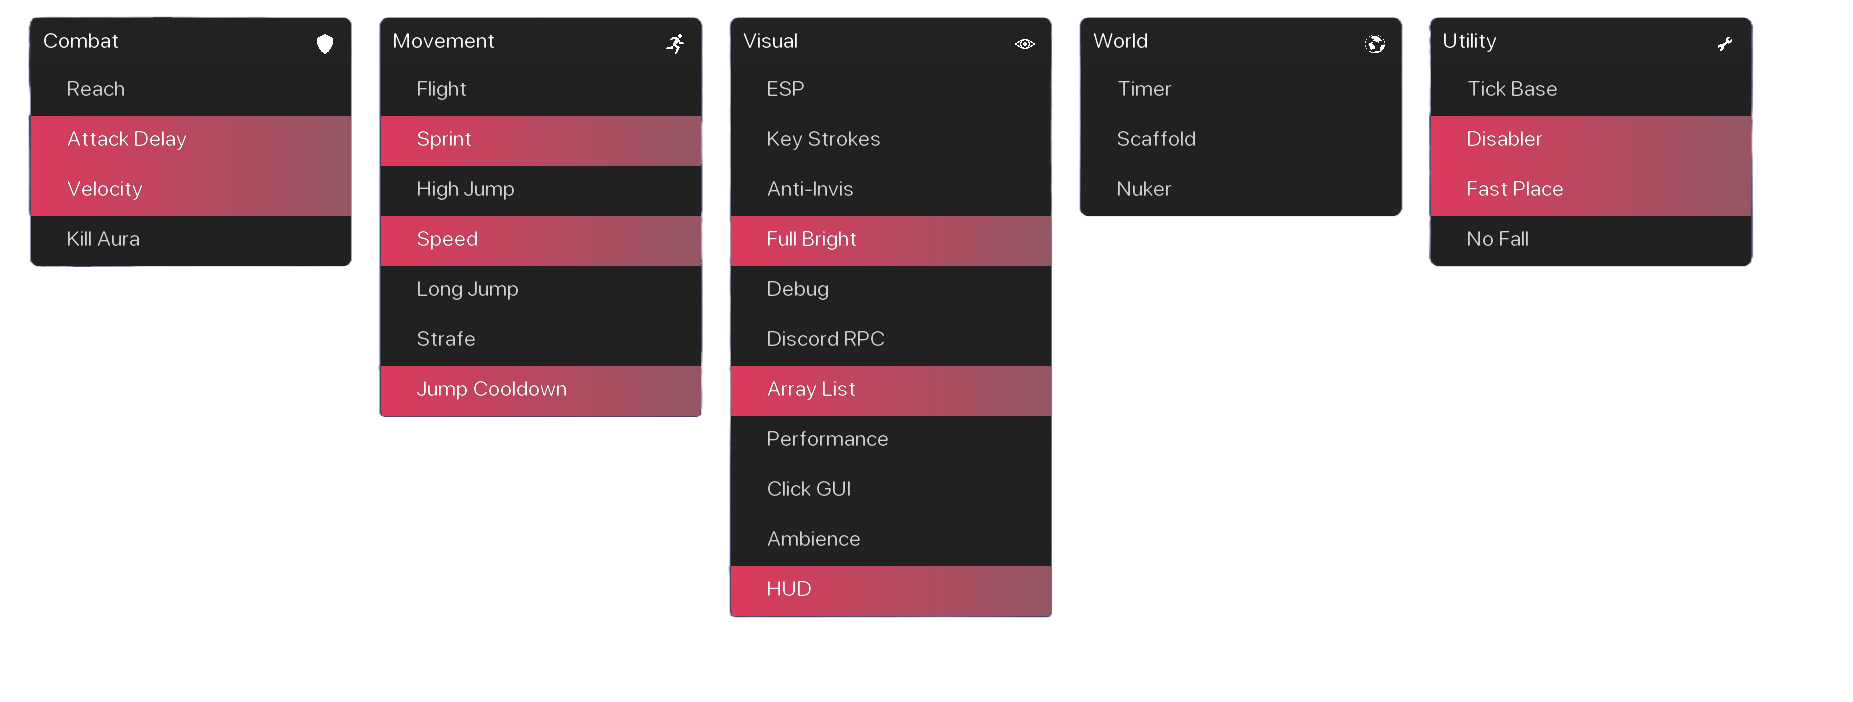 Combat
Reach
Attack Delay
Velocity
Kill Aura
Movement
Flight
Sprint
High Jump
Speed
Long Jump
Strafe
Jump Cooldown
Visual
ESP
Key Strokes
Anti-Invis
Full Bright
Debug
Discord RPC
Array List
Performance
Click GUI
Ambience
HUD
World
Timer
Scaffold
Nuker
Utility
Tick Base
Disabler
Fast Place
No Fall